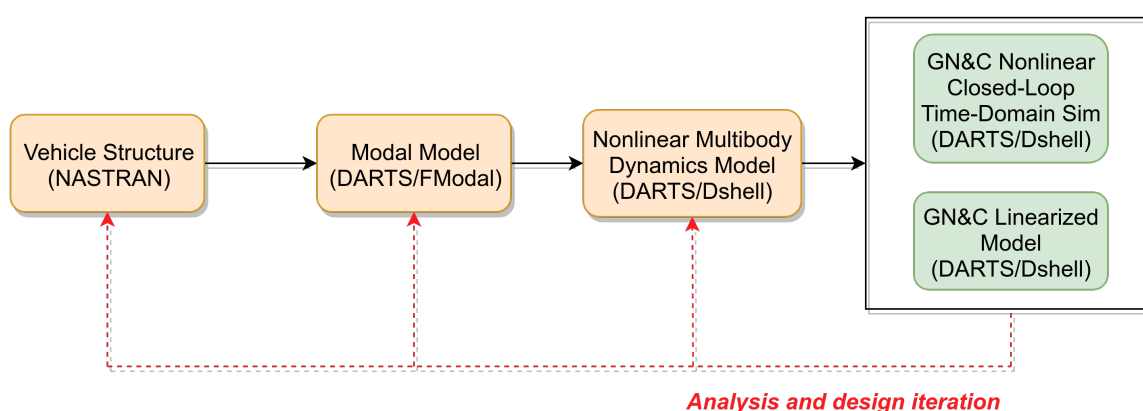 Vehicle Structure
(NASTRAN)
Modal Model
(DARTS/FModal)
Nonlinear Multibody
Dynamics Model
(DARTS/Dshell)
GN&C Nonlinear
Closed-Loop
Time-Domain Sim
(DARTS/Dshell)
GN&C Linearized
Model
(DARTS/Dshell)
Analysis and design iteration